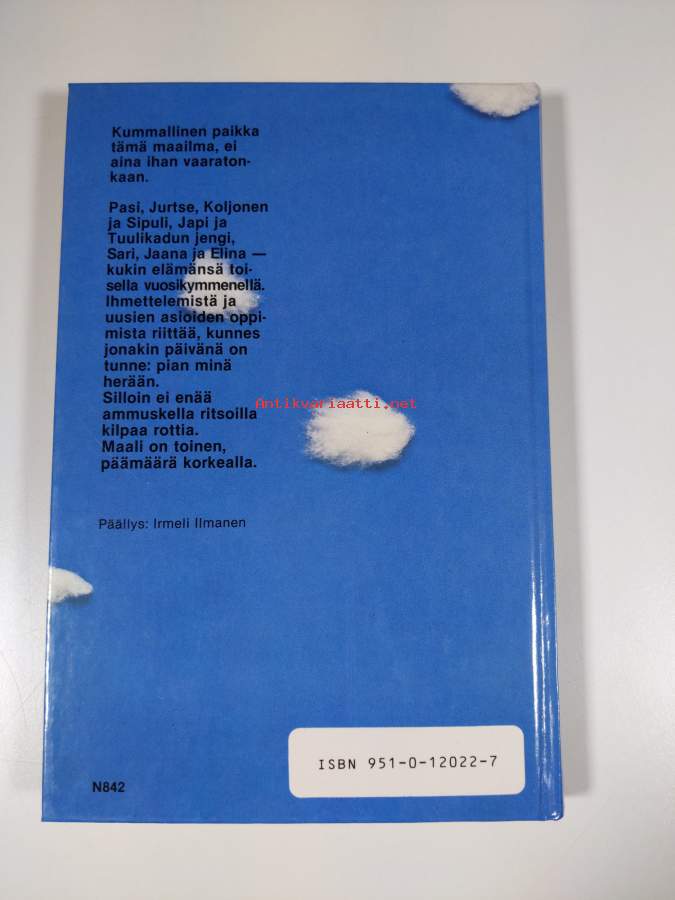 Kummallinen paikka
tämä maailma, ei
aina ihan vaaraton-
kaan.
Pasi, Jurtse, Koljonen
ja Sipuli, Japi ja
Tuulikadun jengi,
Sari, Jaana ja Elina —
kukin elämänsä toi-
sella vuosikymmenellä.
Ihmettelemistä ja
uusien asioiden oppi-
mista riittää, kunnes
jonakin päivänä on
tunne: pian minä
herään.
Silloin ei enää
ammuskella ritsoilla
kilpaa rottia.
Maali on toinen,
päämäärä korkealla.
Antikvariaatti.net
Päällys: Irmeli Ilmanen
ISBN 951-0-12022-7
N842